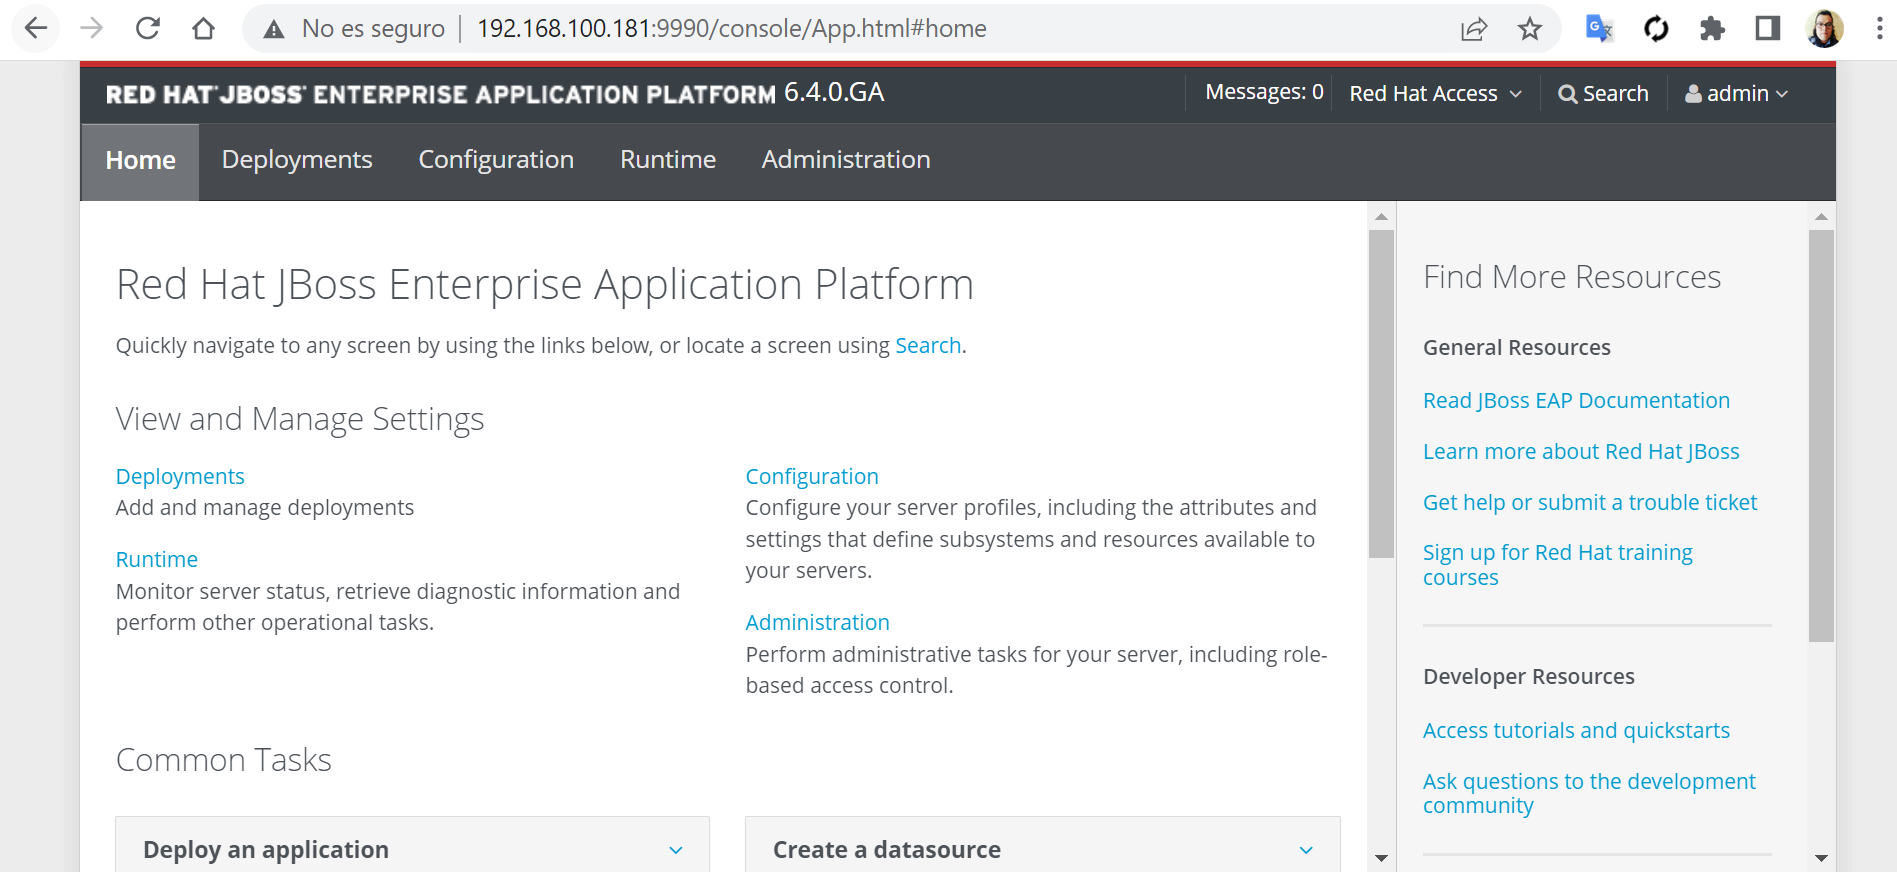 No es seguro 192.168.100.181:9990/console/App.html#home
RED HAT JBOSS ENTERPRISE APPLICATION PLATFORM 6.4.0.GA
Messages: 0 Red Hat Access Search admin
Home Deployments Configuration Runtime Administration
Red Hat JBoss Enterprise Application Platform
Quickly navigate to any screen by using the links below, or locate a screen using Search.
View and Manage Settings
Deployments
Add and manage deployments
Runtime
Monitor server status, retrieve diagnostic information and
perform other operational tasks.
Configuration
Configure your server profiles, including the attributes and
settings that define subsystems and resources available to
your servers.
Administration
Perform administrative tasks for your server, including role-
based access control.
Common Tasks
Deploy an application
Create a datasource
Find More Resources
General Resources
Read JBoss EAP Documentation
Learn more about Red Hat JBoss
Get help or submit a trouble ticket
Sign up for Red Hat training
courses
Developer Resources
Access tutorials and quickstarts
Ask questions to the development
community